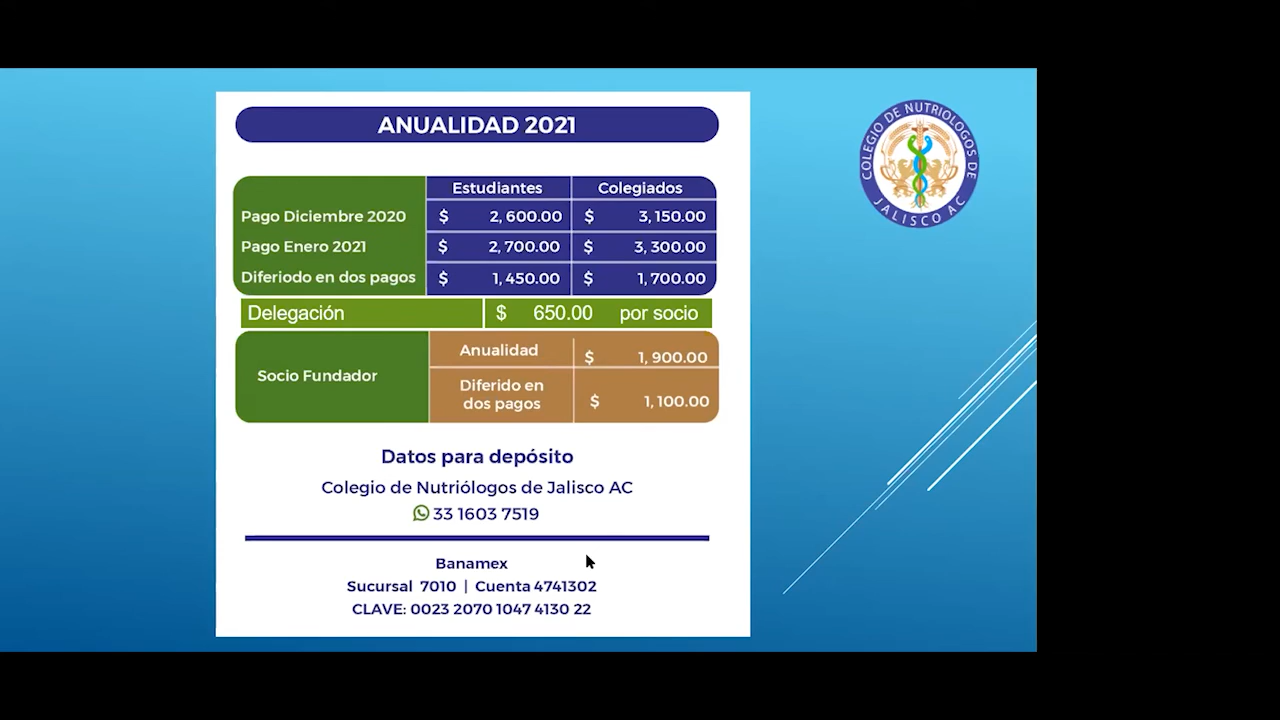 ANUALIDAD 2021
Estudiantes Colegiados
Pago Diciembre 2020 $ 2, 600.00 $ 3, 150.00
Pago Enero 2021 $ 2, 700.00 $ 3, 300.00
Diferiodo en dos pagos $ 1, 450.00 $ 1, 700.00
Delegación $ 650.00 por socio
Socio Fundador
Anualidad $ 1, 900.00
Diferido en
dos pagos $ 1, 100.00
Datos para depósito
Colegio de Nutriólogos de Jalisco AC
33 1603 7519
Banamex
Sucursal 7010 | Cuenta 4741302
CLAVE: 0023 2070 1047 4130 22
COLEGIO DE NUTRIOLOGOS DE
JALISCO AC